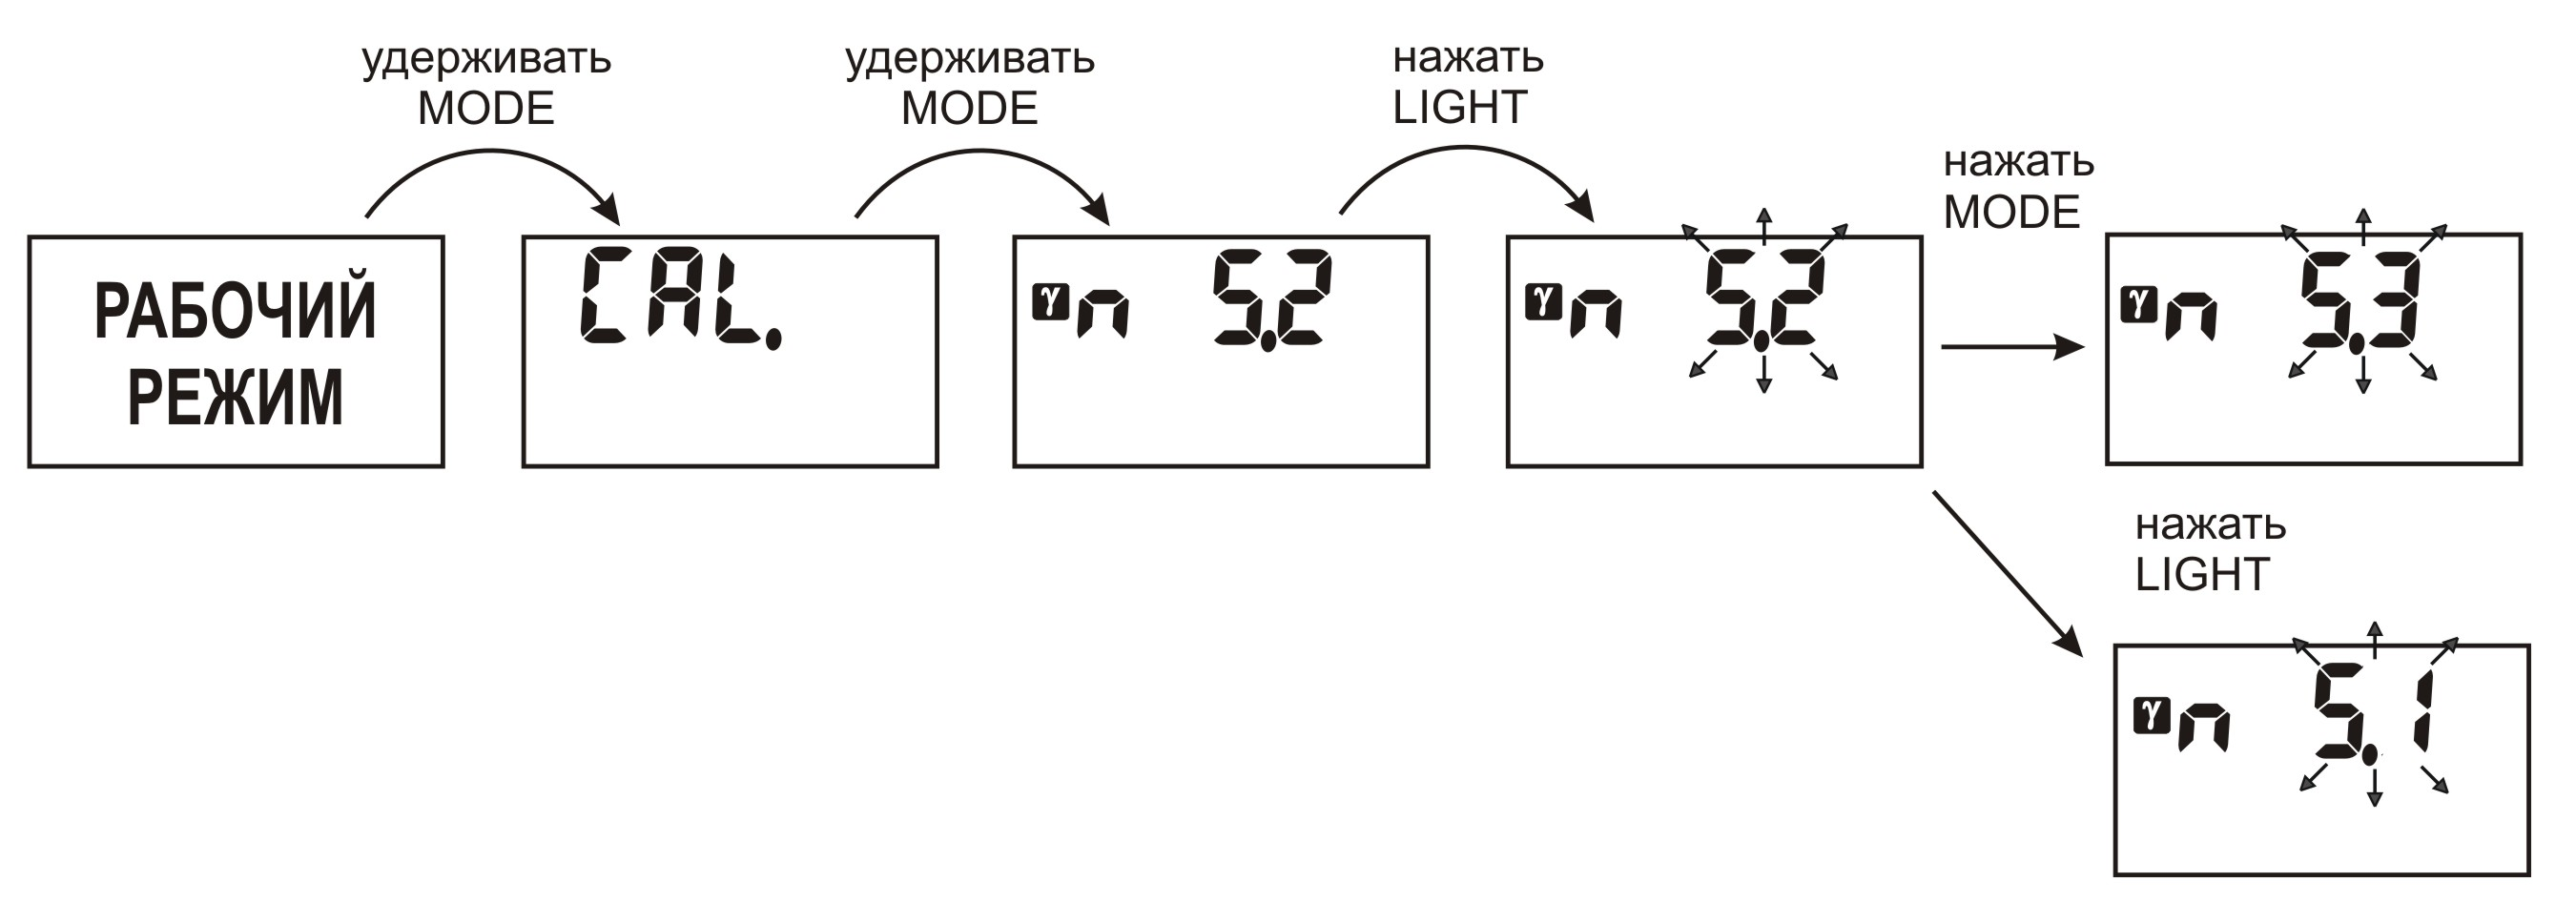 удерживать
MODE
удерживать
MODE
нажать
LIGHT
нажать
MODE
РАБОЧИЙ
РЕЖИМ
CAL.
γ n 5.2
γ n 5.2
γ n 5.3
нажать
LIGHT
γ n 5.1